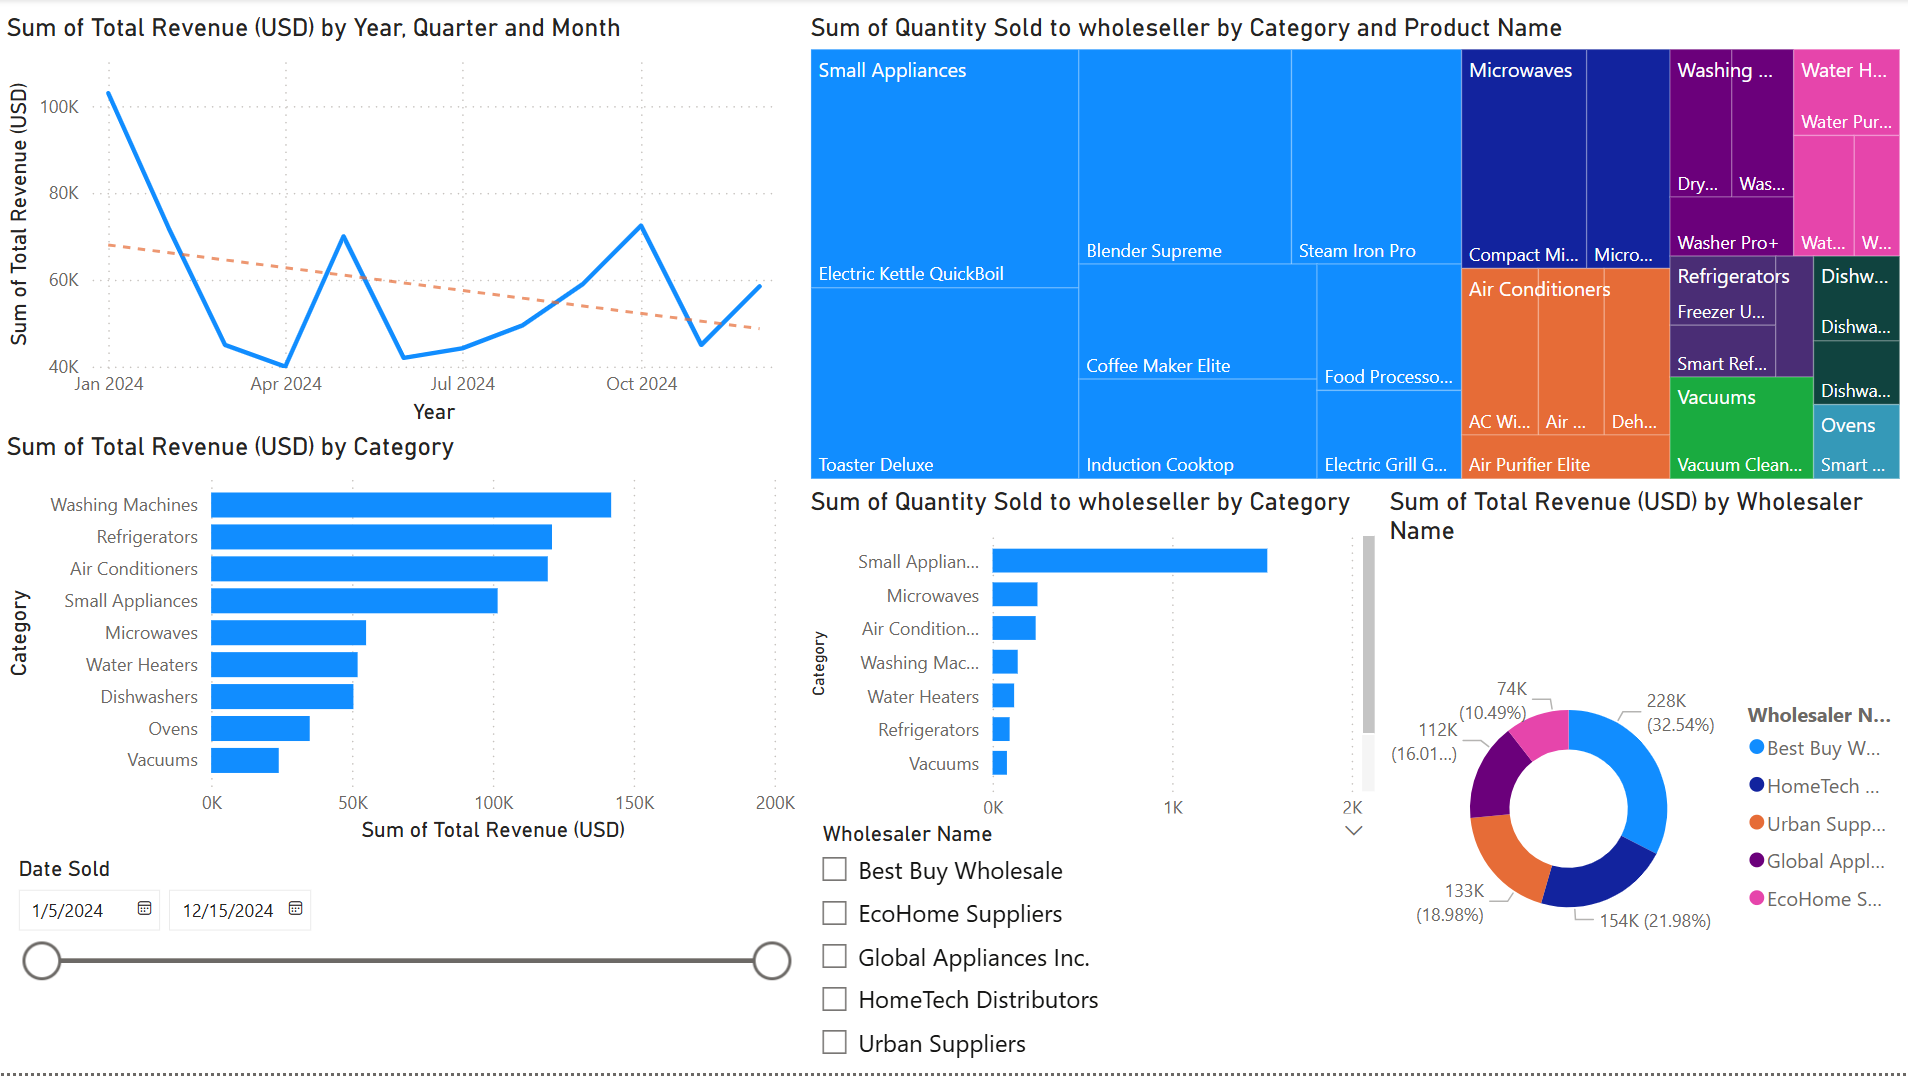 Sum of Total Revenue (USD) by Year, Quarter and Month
Sum of Total Revenue (USD)
100K
80K
60K
40K
Jan 2024
Apr 2024
Jul 2024
Oct 2024
Year
Sum of Total Revenue (USD) by Category
Category
Washing Machines
Refrigerators
Air Conditioners
Small Appliances
Microwaves
Water Heaters
Dishwashers
Ovens
Vacuums
0K
50K
100K
150K
200K
Sum of Total Revenue (USD)
Date Sold
1/5/2024
12/15/2024
Sum of Quantity Sold to wholeseller by Category and Product Name
Small Appliances
Electric Kettle QuickBoil
Toaster Deluxe
Blender Supreme
Steam Iron Pro
Coffee Maker Elite
Food Processo...
Induction Cooktop
Electric Grill G...
Microwaves
Compact Mi...
Micro...
Air Conditioners
AC Wi...
Air ...
Deh...
Air Purifier Elite
Washing ...
Dry...
Was...
Washer Pro+
Water H...
Water Pur...
Wat...
W...
Refrigerators
Freezer U...
Smart Ref...
Dishw...
Dishwa...
Dishwa...
Vacuums
Vacuum Clean...
Ovens
Smart ...
Sum of Quantity Sold to wholeseller by Category
Category
Small Applian...
Microwaves
Air Condition...
Washing Mac...
Water Heaters
Refrigerators
Vacuums
0K
1K
2K
Wholesaler Name
Best Buy Wholesale
EcoHome Suppliers
Global Appliances Inc.
HomeTech Distributors
Urban Suppliers
Sum of Total Revenue (USD) by Wholesaler
Name
228K
(32.54%)
154K (21.98%)
133K
(18.98%)
112K
(16.01...)
74K
(10.49%)
Wholesaler N...
Best Buy W...
HomeTech ...
Urban Supp...
Global Appl...
EcoHome S...